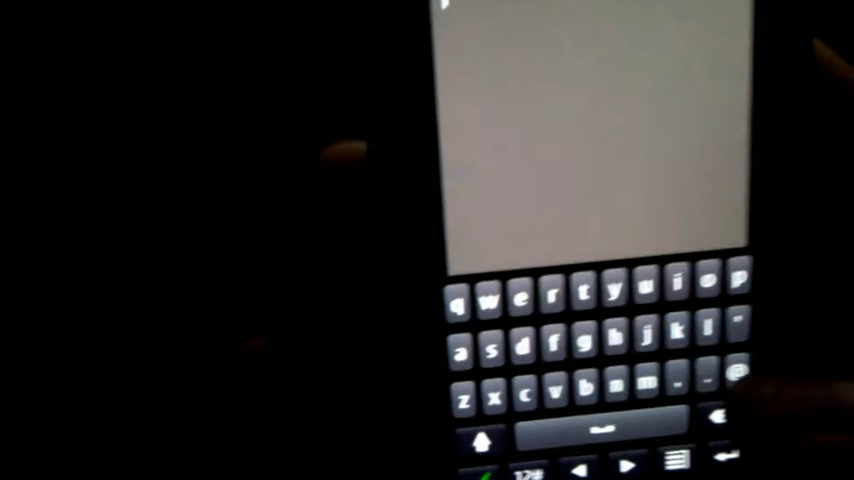 q w e r t y u i o p
a s d f g h j k l "
z x c v b n m , . @
12#